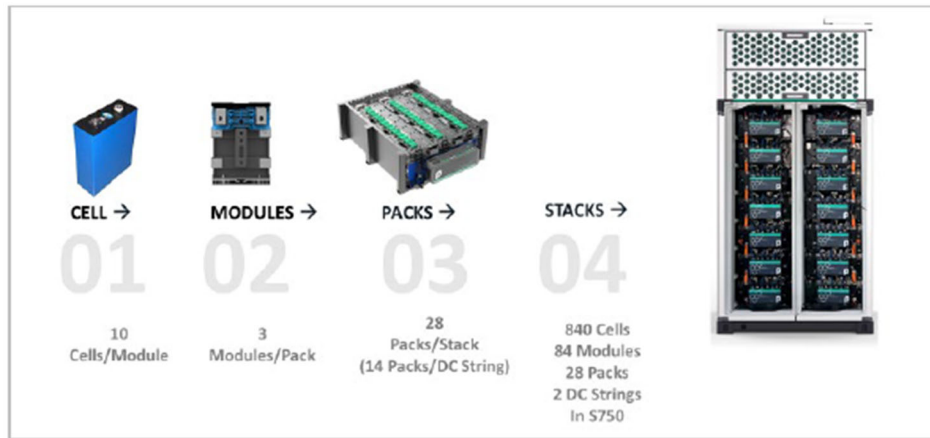 CELL →
01
10
Cells/Module
MODULES →
02
3
Modules/Pack
PACKS →
03
28
Packs/Stack
(14 Packs/DC String)
STACKS →
04
840 Cells
84 Modules
28 Packs
2 DC Strings
In S750